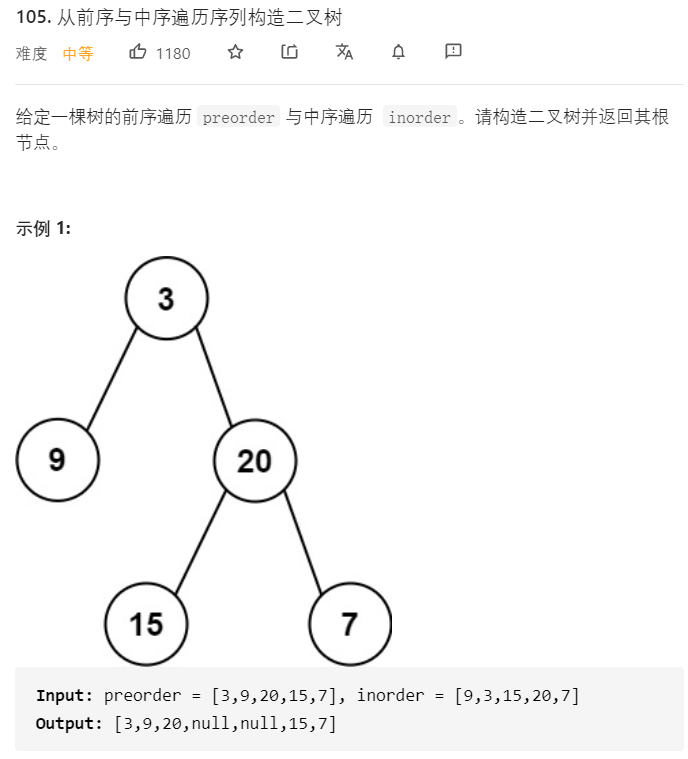 105. 从前序与中序遍历序列构造二叉树
难度 中等 1180 文A
给定一棵树的前序遍历 preorder 与中序遍历 inorder。请构造二叉树并返回其根
节点。
示例 1:
3
9 20
15 7
Input: preorder = [3,9,20,15,7], inorder = [9,3,15,20,7]
Output: [3,9,20,null,null,15,7]